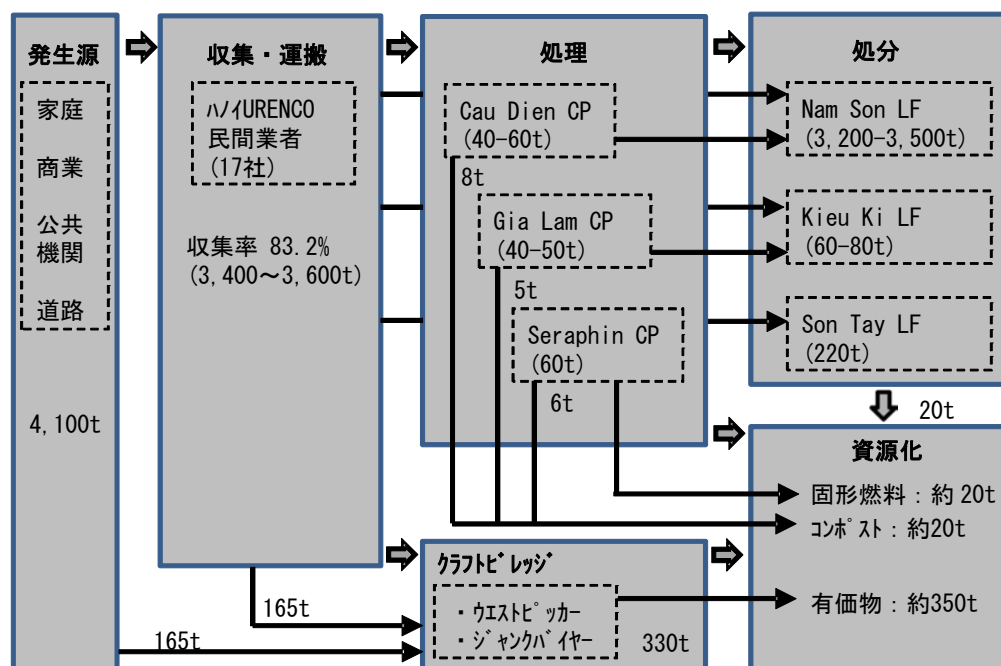 発生源
家庭
商業
公共
機関
道路
4,100t
収集・運搬
ﾊﾉｲURENCO
民間業者
(17社)
収集率 83.2%
(3,400～3,600t)
処理
Cau Dien CP
(40-60t)
8t
Gia Lam CP
(40-50t)
5t
Seraphin CP
(60t)
6t
処分
Nam Son LF
(3,200-3,500t)
Kieu Ki LF
(60-80t)
Son Tay LF
(220t)
20t
資源化
固形燃料：約20t
ｺﾝﾎﾟｽﾄ：約20t
有価物：約350t
ｸﾗﾌﾄﾋﾞﾚｯｼﾞ
・ｳｴｽﾄﾋﾟｯｶｰ
・ｼﾞｬﾝｸﾊﾞｲﾔｰ
330t
165t
165t